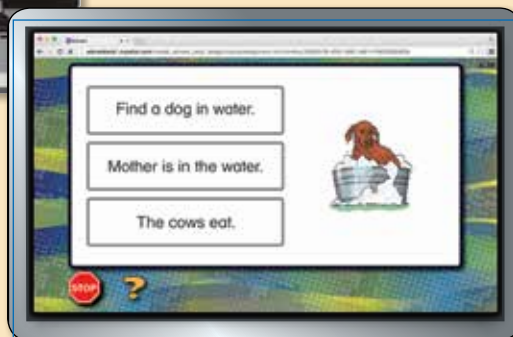 Find a dog in water.
Mother is in the water.
The cows eat.
STOP
?